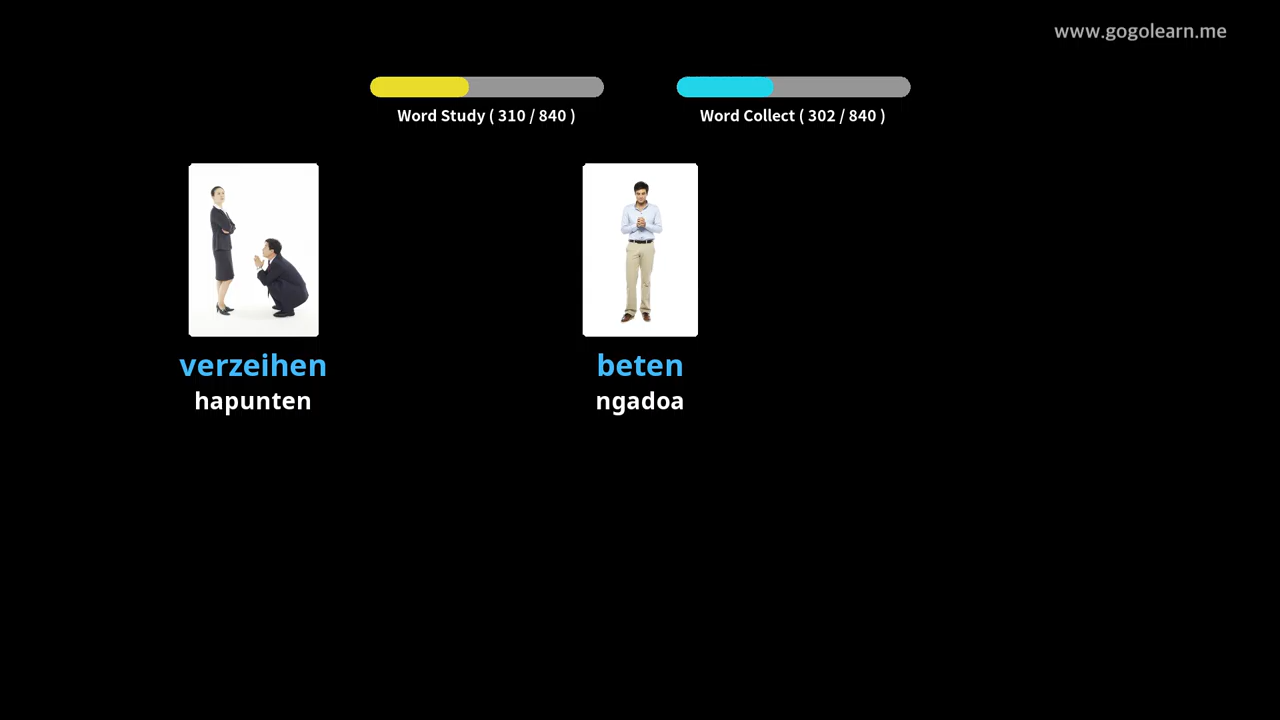 www.gogolearn.me
Word Study ( 310 / 840 )
Word Collect ( 302 / 840 )
verzeihen
hapunten
beten
ngadoa